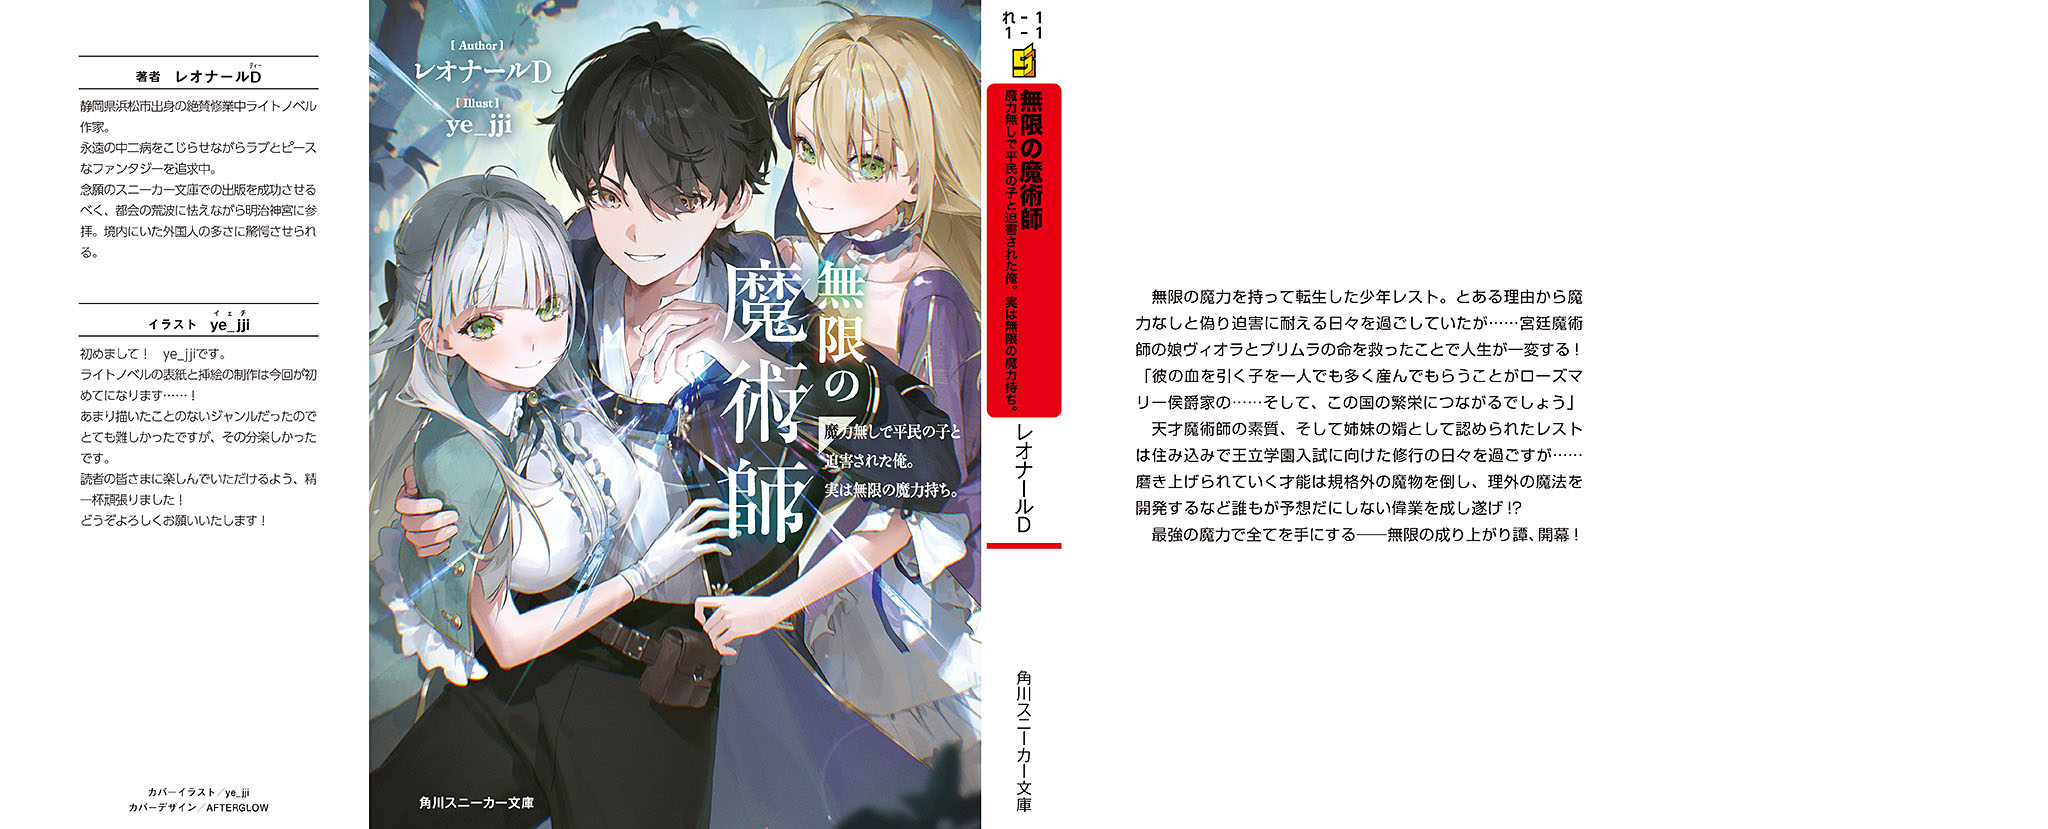 著者　レオナールD
ディー
静岡県浜松市出身の絶賛修業中ライトノベル
作家。
永遠の中二病をこじらせながらラブとピース
なファンタジーを追求中。
念願のスニーカー文庫での出版を成功させる
べく、都会の荒波に怯えながら明治神宮に参
拝。境内にいた外国人の多さに驚愕させられ
る。
イラスト　ye_jji
イェチ
初めまして！　ye_jjiです。
ライトノベルの表紙と挿絵の制作は今回が初
めてになります……！
あまり描いたことのないジャンルだったので
とても難しかったですが、その分楽しかった
です。
読者の皆さまに楽しんでいただけるよう、精
一杯頑張りました！
どうぞよろしくお願いいたします！
カバーイラスト／ye_jji
カバーデザイン／AFTERGLOW
[ Author ]
レオナールD
[ Illust ]
ye_jji
無限の
魔術師
魔力無しで平民の子と
迫害された俺。
実は無限の魔力持ち。
角川スニーカー文庫
れ-1
1-1
無限の魔術師
魔力無しで平民の子と迫害された俺。実は無限の魔力持ち。
レオナールD
角川スニーカー文庫
　無限の魔力を持って転生した少年レスト。とある理由から魔
力なしと偽り迫害に耐える日々を過ごしていたが……宮廷魔術
師の娘ヴィオラとプリムラの命を救ったことで人生が一変する！
「彼の血を引く子を一人でも多く産んでもらうことがローズマ
リー侯爵家の……そして、この国の繁栄につながるでしょう」
　天才魔術師の素質、そして姉妹の婿として認められたレスト
は住み込みで王立学園入試に向けた修行の日々を過ごすが……
磨き上げられていく才能は規格外の魔物を倒し、理外の魔法を
開発するなど誰もが予想だにしない偉業を成し遂げ!?
　最強の魔力で全てを手にする――無限の成り上がり譚、開幕！